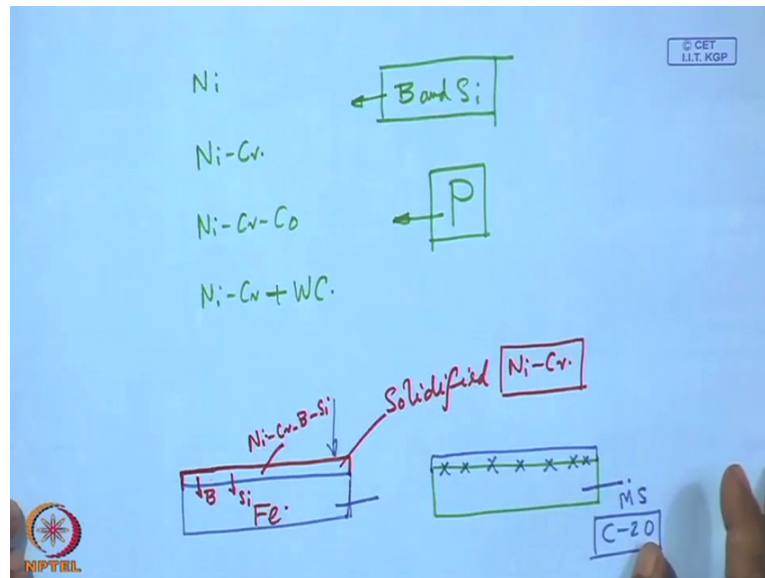 © CET
I.I.T. KGP
Ni
B and Si
Ni-Cr.
P
Ni-Cr-Co
Ni-Cr+WC.
Solidified Ni-Cr.
Ni-Cr-B-Si
B Si
Fe.
MS
C-20
NPTEL